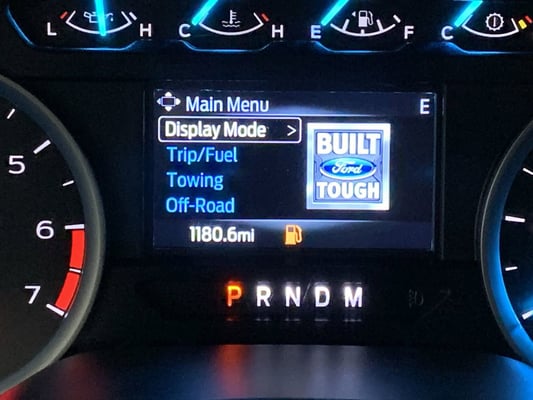 L H C H E F C
Main Menu E
Display Mode >
Trip/Fuel
Towing
Off-Road
BUILT
Ford
TOUGH
1180.6mi
5
6
7
P R N D M